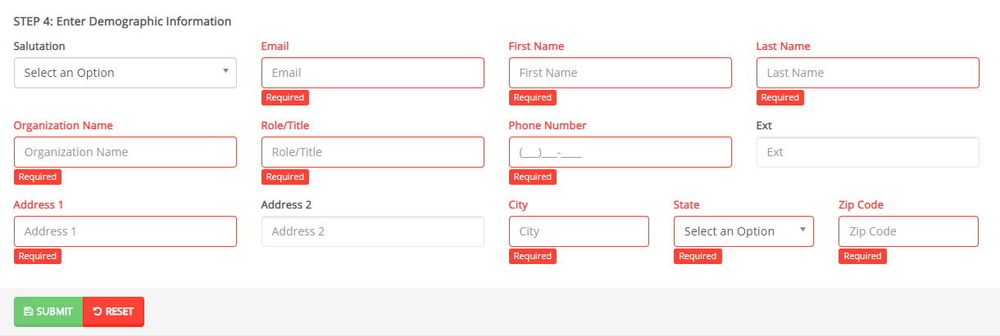 STEP 4: Enter Demographic Information
Salutation Email First Name Last Name
Select an Option Email First Name Last Name
Required Required Required
Organization Name Role/Title Phone Number Ext
Organization Name Role/Title (___)___-____ Ext
Required Required Required
Address 1 Address 2 City State Zip Code
Address 1 Address 2 City Select an Option Zip Code
Required Required Required Required
SUBMIT RESET